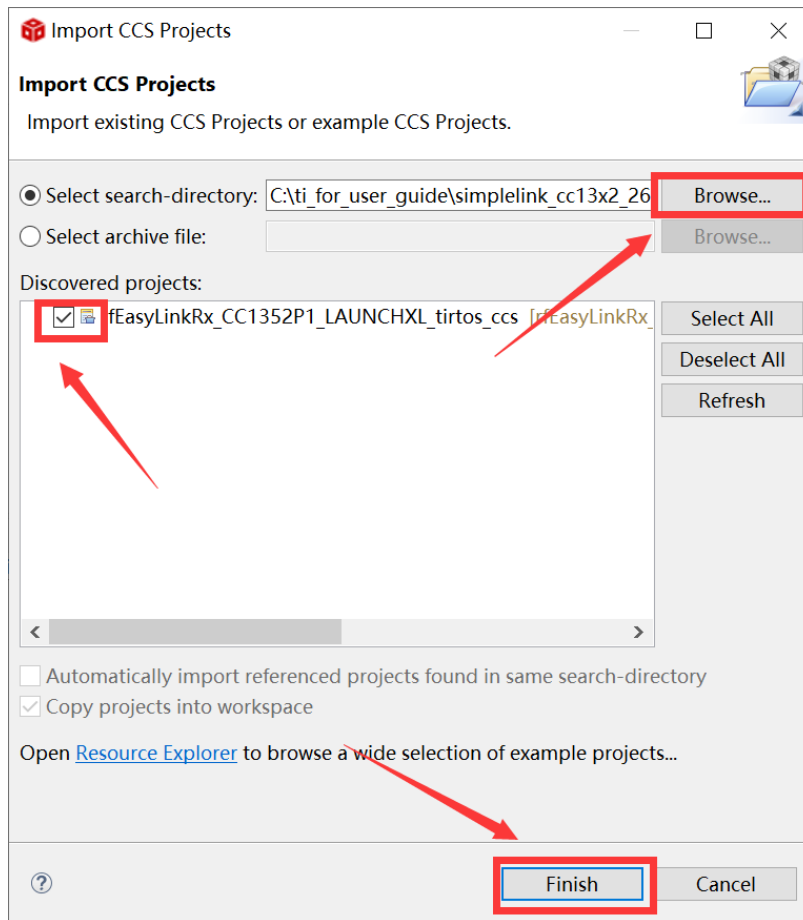 Import CCS Projects
Import CCS Projects
Import existing CCS Projects or example CCS Projects.
Select search-directory: C:\ti_for_user_guide\simplelink_cc13x2_26 Browse...
Select archive file: Browse...
Discovered projects:
rfEasyLinkRx_CC1352P1_LAUNCHXL_tirtos_ccs [rfEasyLinkRx_
Select All
Deselect All
Refresh
Automatically import referenced projects found in same search-directory
Copy projects into workspace
Open Resource Explorer to browse a wide selection of example projects...
Finish Cancel